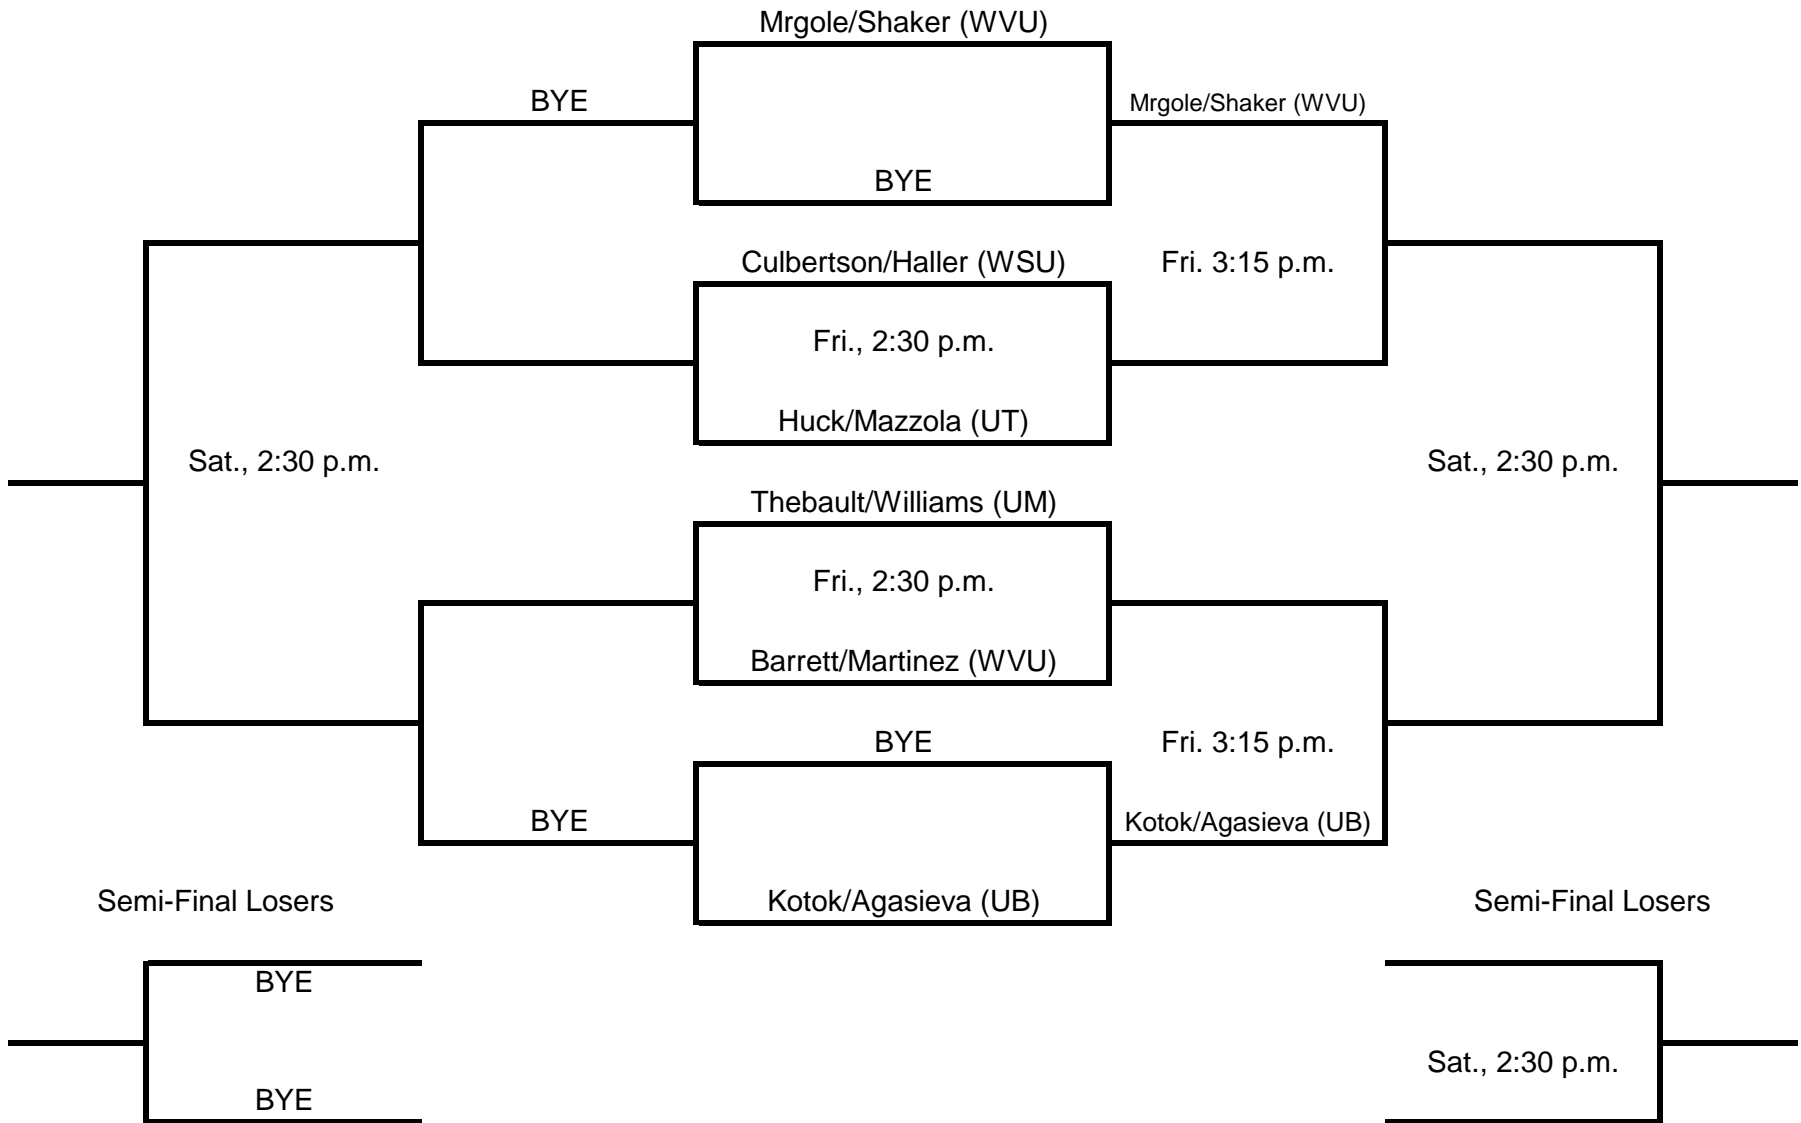 Mrgole/Shaker (WVU)
BYE
Mrgole/Shaker (WVU)
BYE
Culbertson/Haller (WSU)
Fri. 3:15 p.m.
Fri., 2:30 p.m.
Huck/Mazzola (UT)
Sat., 2:30 p.m.
Sat., 2:30 p.m.
Thebault/Williams (UM)
Fri., 2:30 p.m.
Barrett/Martinez (WVU)
BYE
Fri. 3:15 p.m.
BYE
Kotok/Agasieva (UB)
Semi-Final Losers
Kotok/Agasieva (UB)
Semi-Final Losers
BYE
Sat., 2:30 p.m.
BYE